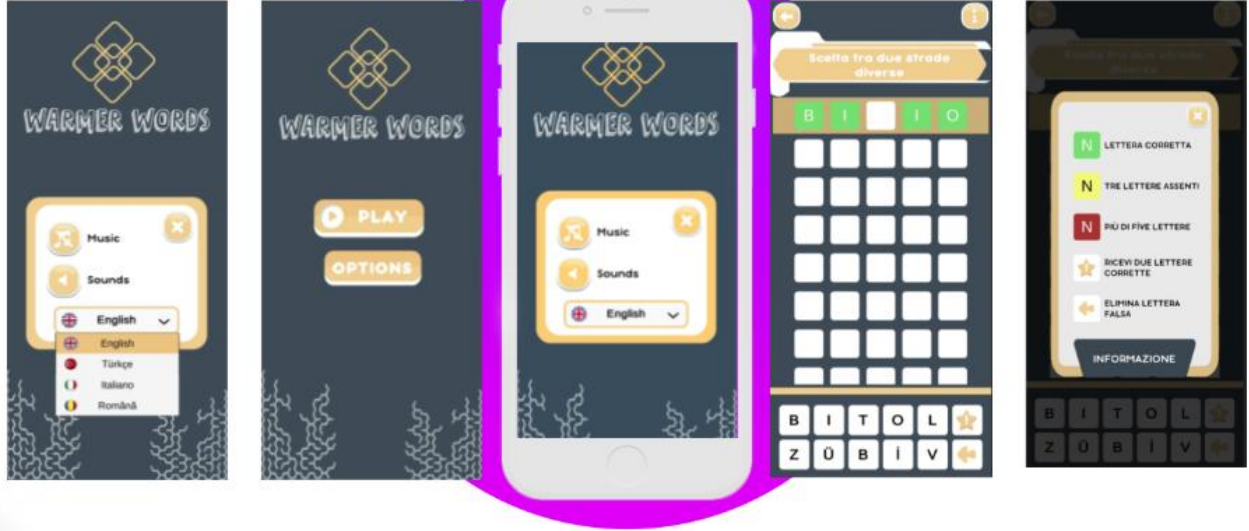 WARMER WORDS
Music
Sounds
English
English
Türkçe
Italiano
Română
WARMER WORDS
PLAY
OPTIONS
WARMER WORDS
Music
Sounds
English
Scelta tra due strade
diverse
B I I O
B I T O L
Z Ü B İ V
N LETTERA CORRETTA
N TRE LETTERE ASSENTI
N PIÙ DI FİVE LETTERE
RICEVI DUE LETTERE
CORRETTE
ELIMINA LETTERA
FALSA
INFORMAZIONE
B I T O L
Z Ü B İ V